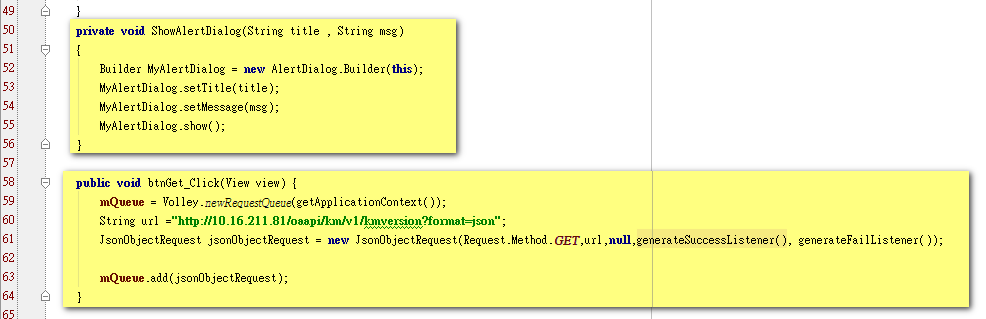 49 }
50 private void ShowAlertDialog(String title , String msg)
51 {
52 Builder MyAlertDialog = new AlertDialog.Builder(this);
53 MyAlertDialog.setTitle(title);
54 MyAlertDialog.setMessage(msg);
55 MyAlertDialog.show();
56 }
57
58 public void btnGet_Click(View view) {
59 mQueue = Volley.newRequestQueue(getApplicationContext());
60 String url ="http://10.16.211.81/oaapi/km/v1/kmversion?format=json";
61 JsonObjectRequest jsonObjectRequest = new JsonObjectRequest(Request.Method.GET,url,null,generateSuccessListener(), generateFailListener());
62
63 mQueue.add(jsonObjectRequest);
64 }
65